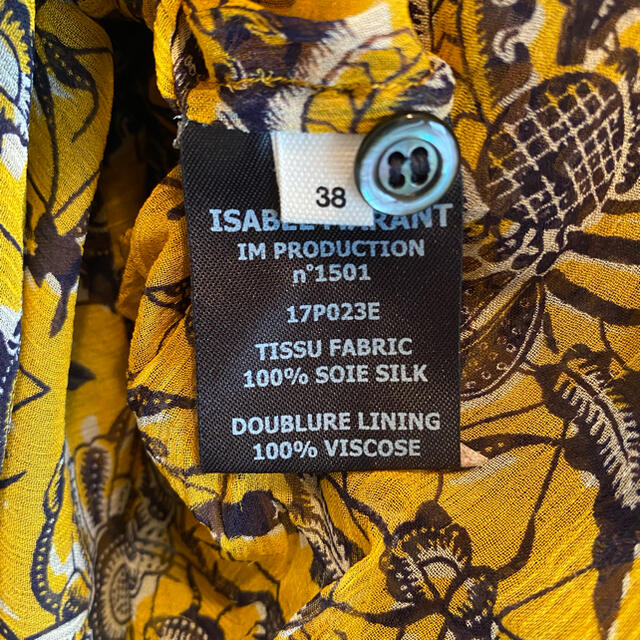 38
ISABEL MARANT
IM PRODUCTION
n°1501
17P023E
TISSU FABRIC
100% SOIE SILK
DOUBLURE LINING
100% VISCOSE